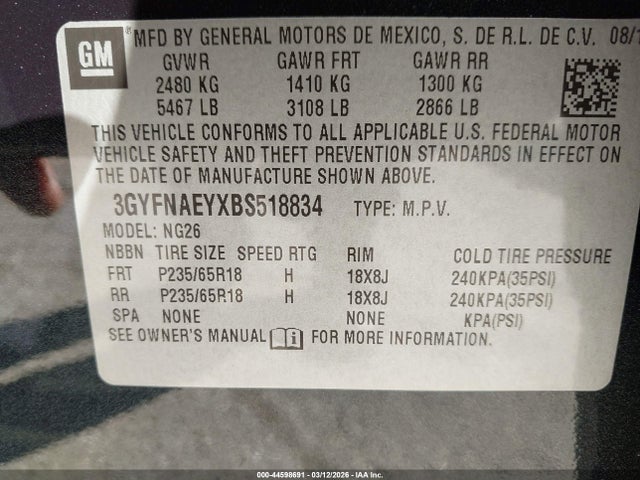 GM
MFD BY GENERAL MOTORS DE MEXICO, S. DE R.L. DE C.V. 08/1
GVWR GAWR FRT GAWR RR
2480 KG 1410 KG 1300 KG
5467 LB 3108 LB 2866 LB
THIS VEHICLE CONFORMS TO ALL APPLICABLE U.S. FEDERAL MOTOR
VEHICLE SAFETY AND THEFT PREVENTION STANDARDS IN EFFECT ON
THE DATE OF MANUFACTURE SHOWN ABOVE.
3GYFNAEYXBS518834 TYPE: M.P.V.
MODEL: NG26
NBBN TIRE SIZE SPEED RTG RIM COLD TIRE PRESSURE
FRT P235/65R18 H 18X8J 240KPA(35PSI)
RR P235/65R18 H 18X8J 240KPA(35PSI)
SPA NONE NONE KPA(PSI)
SEE OWNER'S MANUAL i FOR MORE INFORMATION.
000-44598691 - 03/12/2026 - IAA Inc.